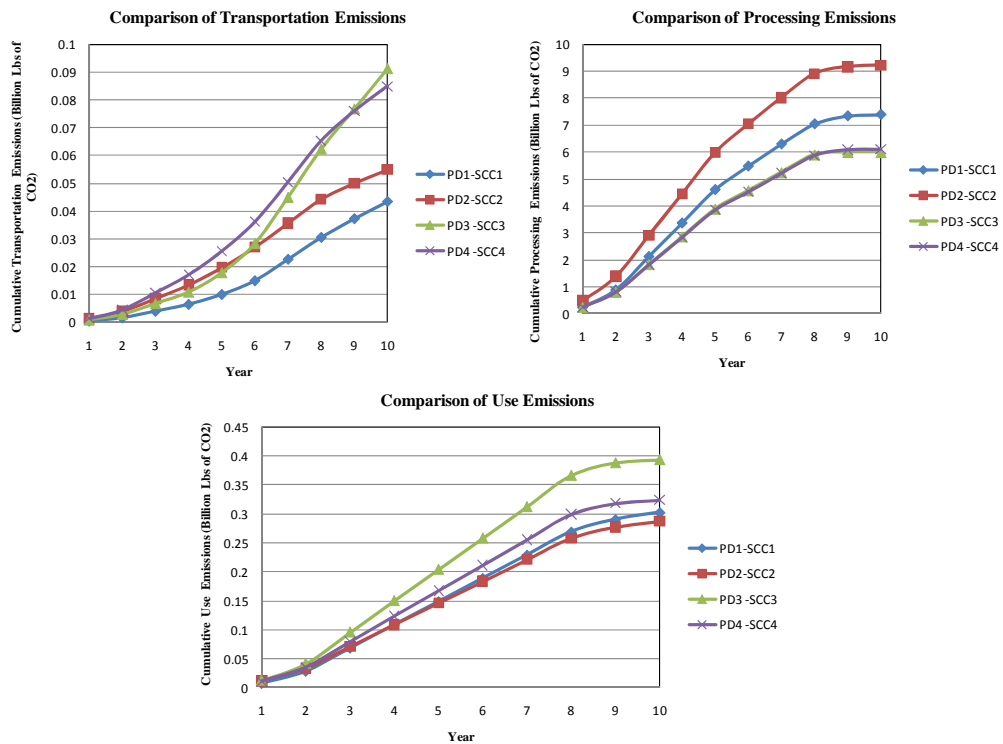 Comparison of Transportation Emissions
Cumulative Transportation Emissions (Billion Lbs of
CO2)
0.1
0.09
0.08
0.07
0.06
0.05
0.04
0.03
0.02
0.01
0
1 2 3 4 5 6 7 8 9 10
Year
PD1-SCC1
PD2-SCC2
PD3 -SCC3
PD4 -SCC4
Comparison of Processing Emissions
Cumulative Processing Emissions (Billion Lbs of CO2)
10
9
8
7
6
5
4
3
2
1
0
1 2 3 4 5 6 7 8 9 10
Year
PD1-SCC1
PD2-SCC2
PD3 -SCC3
PD4 -SCC4
Comparison of Use Emissions
Cumulative Use Emissions (Billion Lbs of CO2)
0.45
0.4
0.35
0.3
0.25
0.2
0.15
0.1
0.05
0
1 2 3 4 5 6 7 8 9 10
Year
PD1-SCC1
PD2-SCC2
PD3 -SCC3
PD4 -SCC4